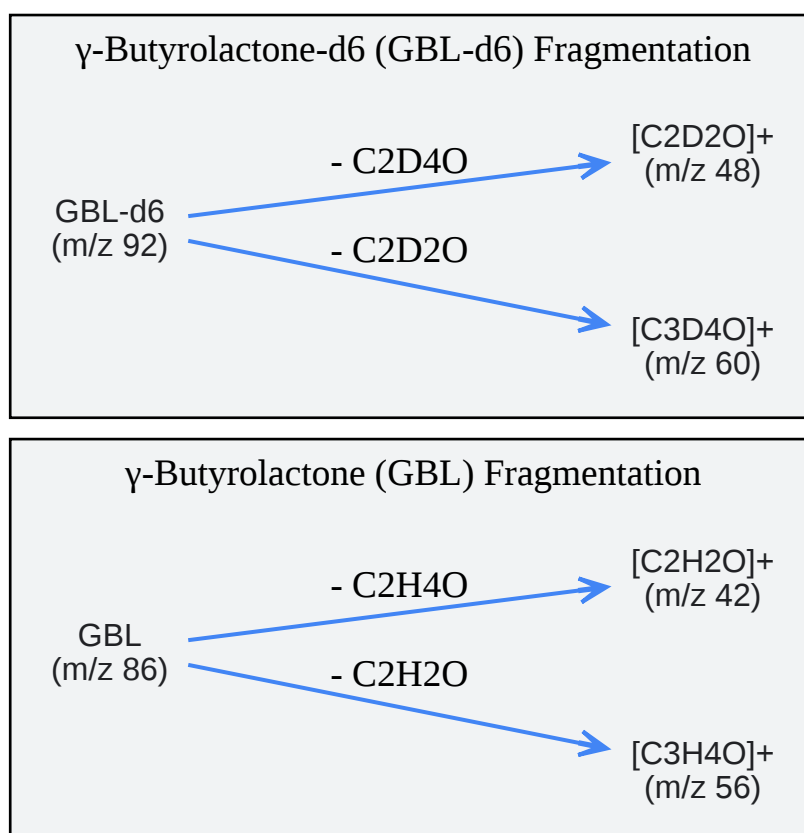 γ-Butyrolactone-d6 (GBL-d6) Fragmentation
- C2D4O
[C2D2O]+
(m/z 48)
GBL-d6
(m/z 92)
- C2D2O
[C3D4O]+
(m/z 60)
γ-Butyrolactone (GBL) Fragmentation
- C2H4O
[C2H2O]+
(m/z 42)
GBL
(m/z 86)
- C2H2O
[C3H4O]+
(m/z 56)